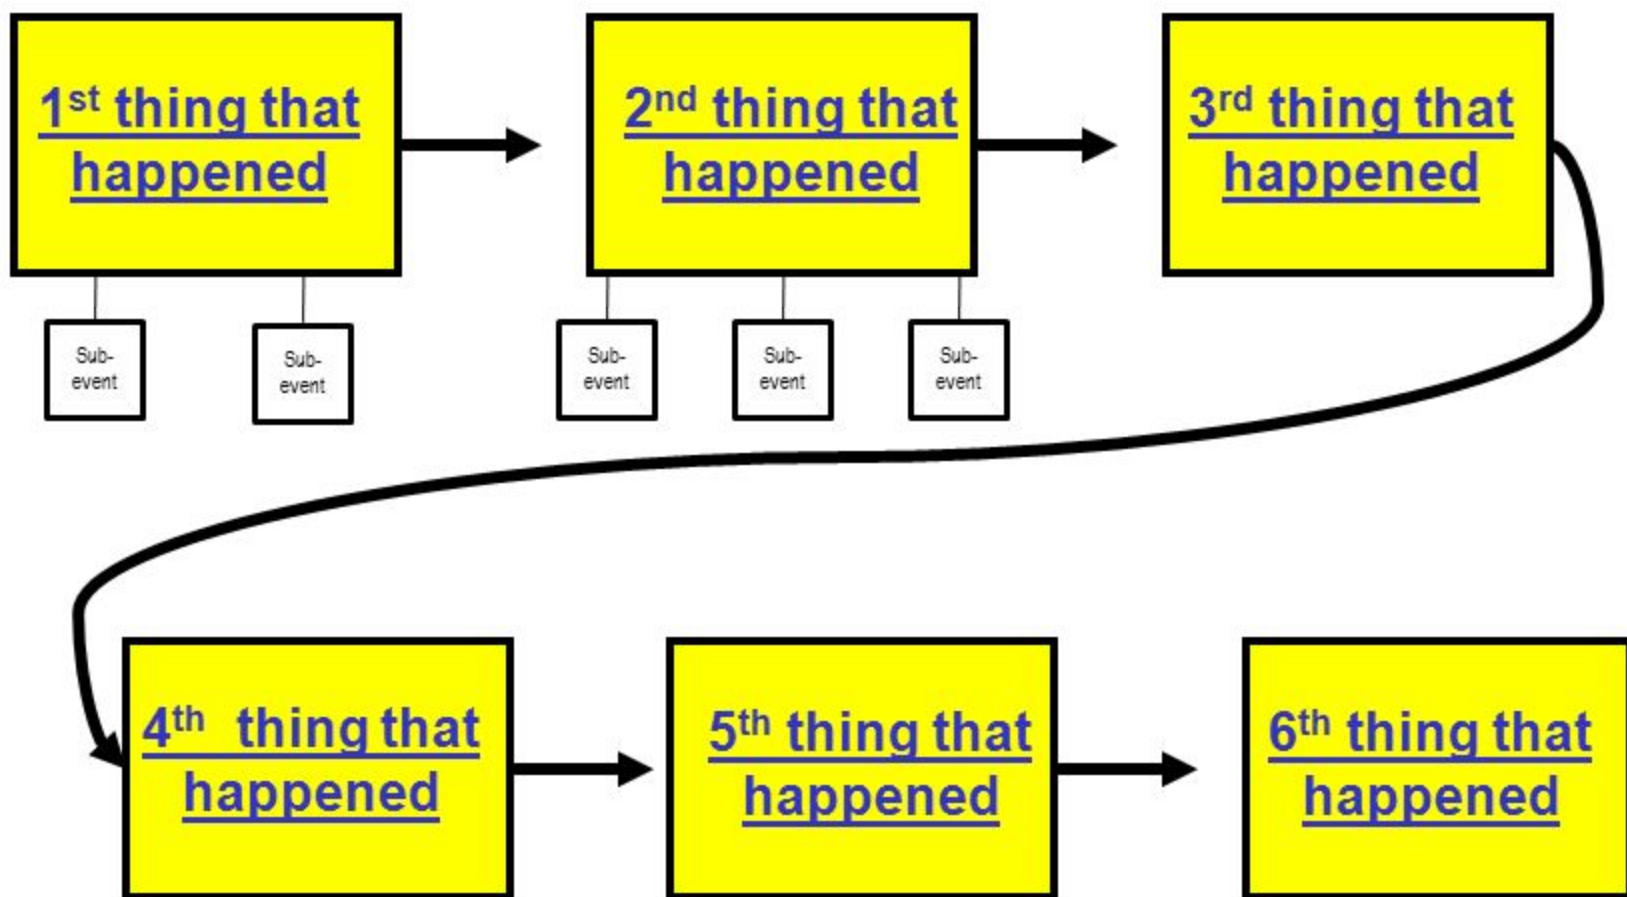 1st thing that
happened
2nd thing that
happened
3rd thing that
happened
Sub-
event
Sub-
event
Sub-
event
Sub-
event
Sub-
event
4th thing that
happened
5th thing that
happened
6th thing that
happened